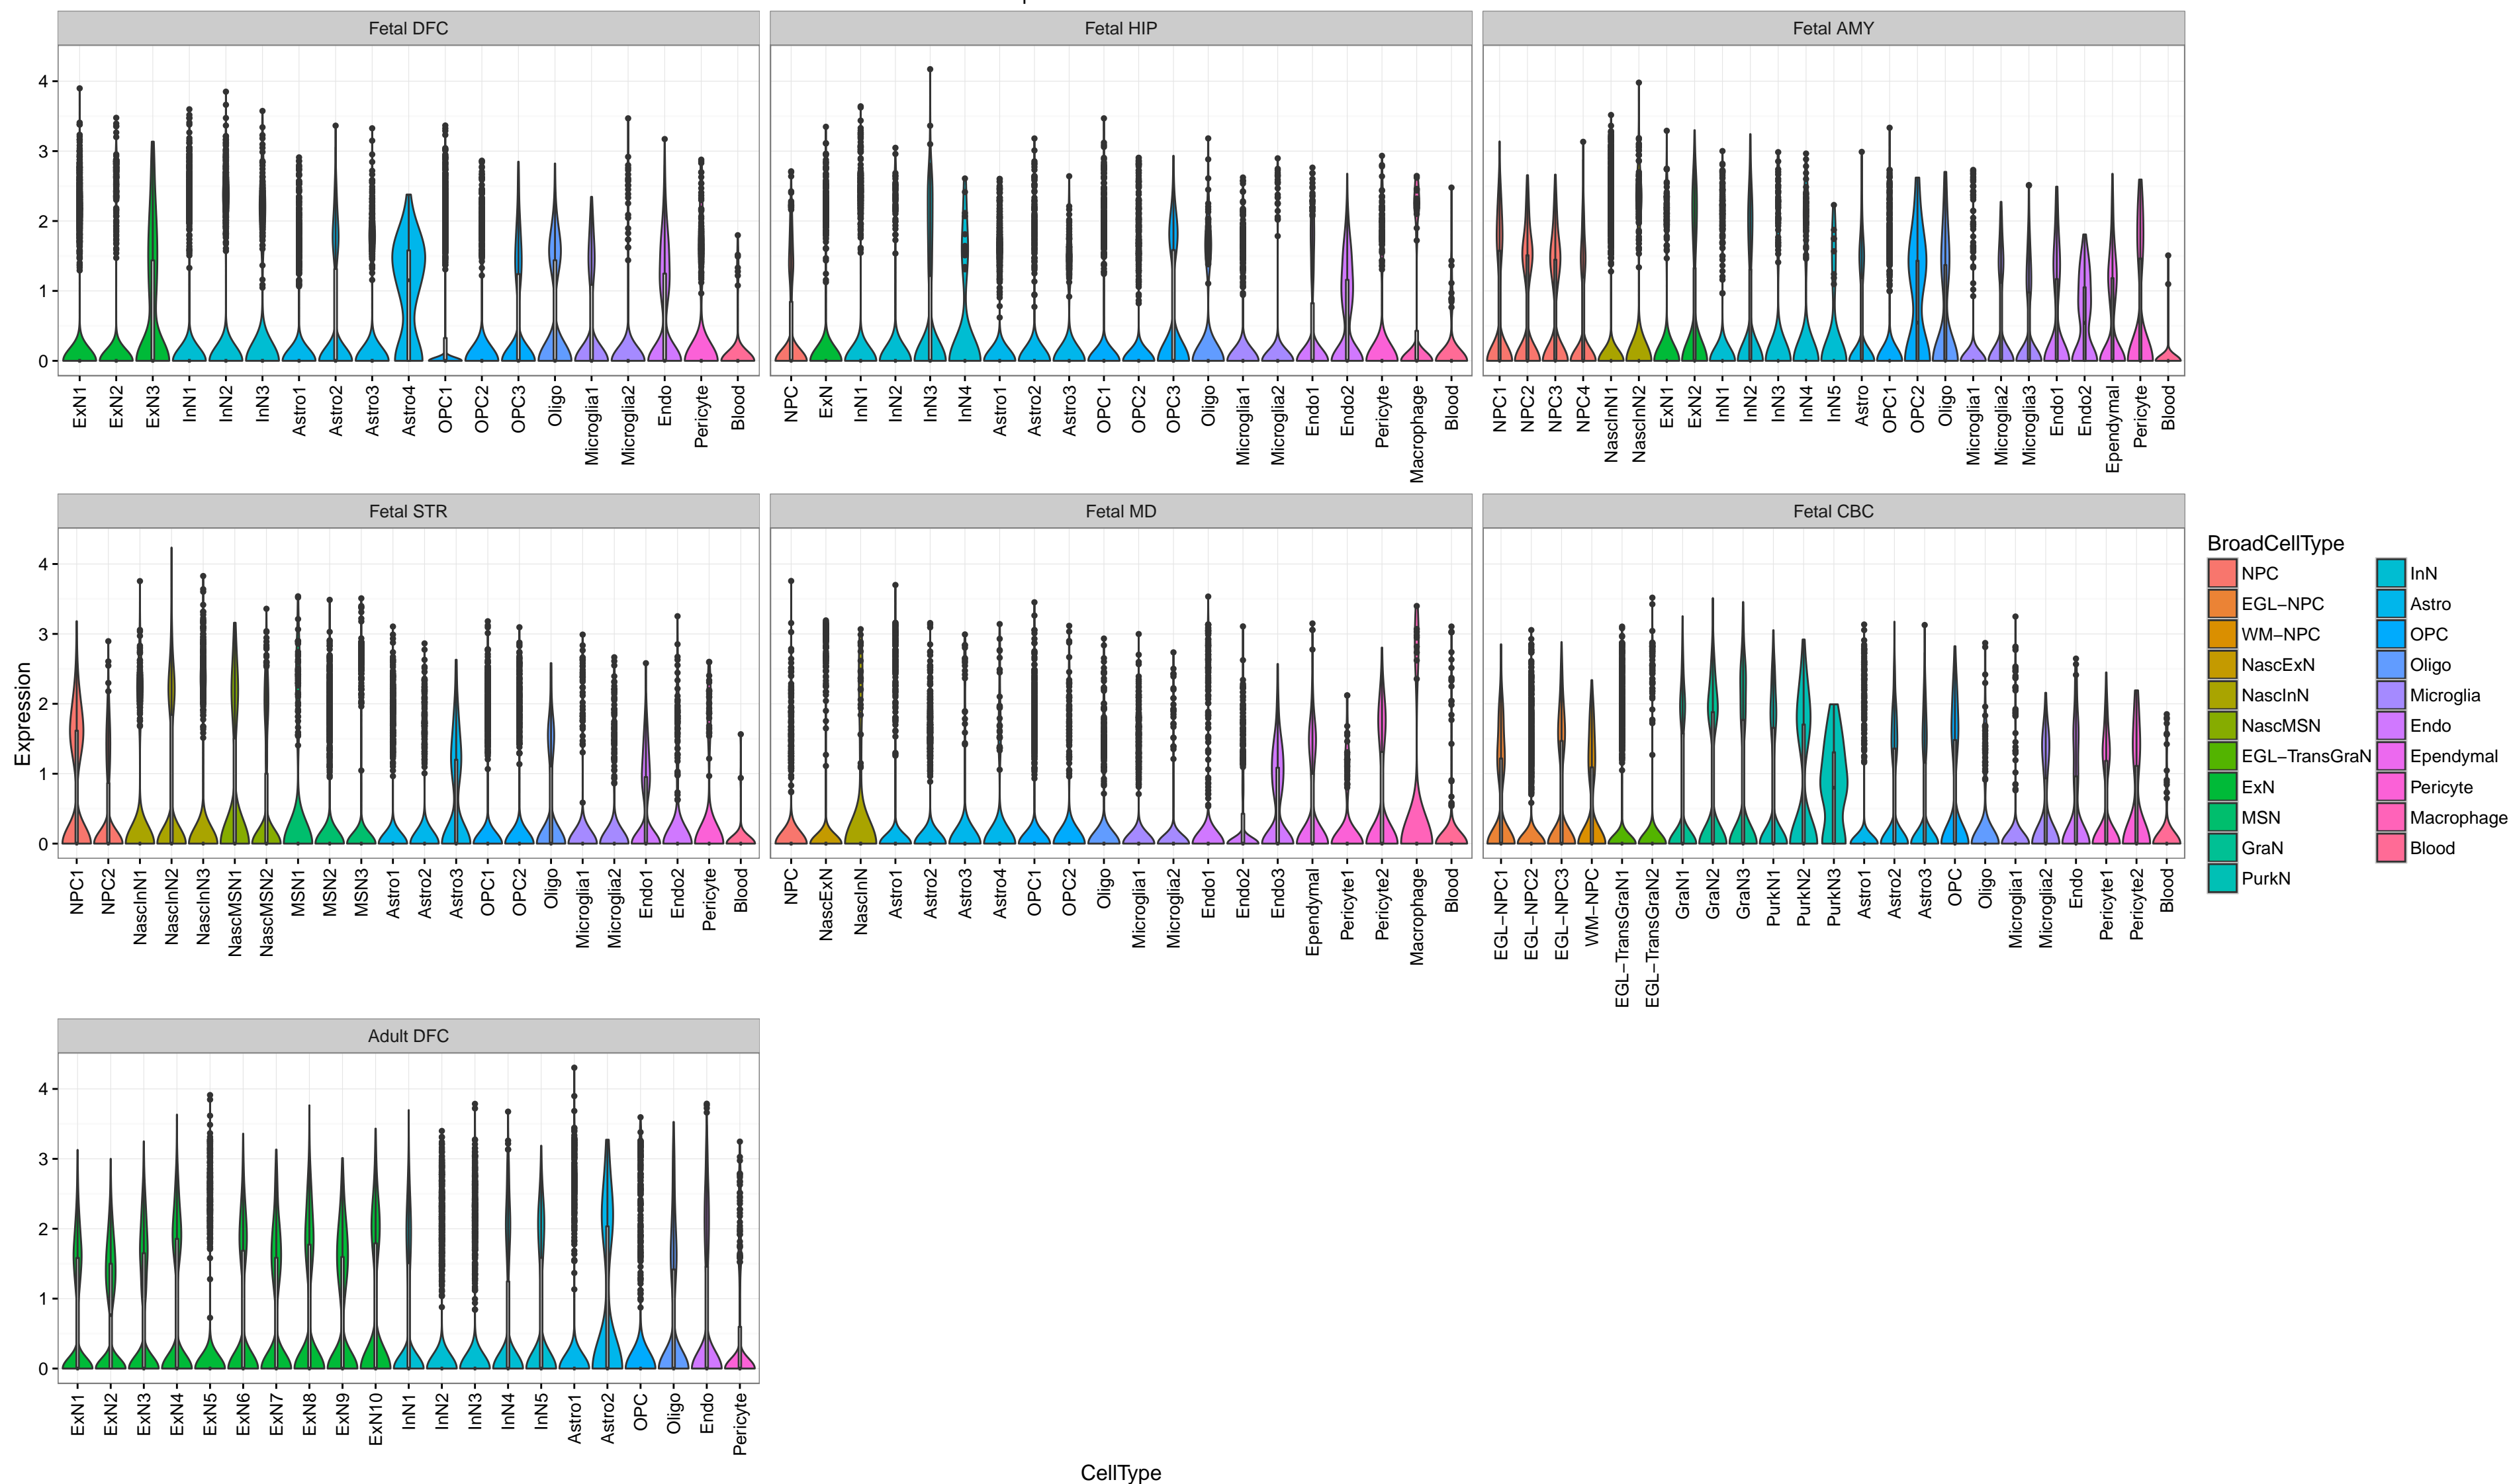 Fetal DFC
Fetal HIP
Fetal AMY
4
3
2
1
0
ExN1 ExN2 ExN3 InN1 InN2 InN3 Astro1 Astro2 Astro3 Astro4 OPC1 OPC2 OPC3 Oligo Microglia1 Microglia2 Endo Pericyte Blood
NPC ExN InN1 InN2 InN3 InN4 Astro1 Astro2 Astro3 OPC1 OPC2 OPC3 Oligo Microglia1 Microglia2 Endo1 Endo2 Pericyte Macrophage Blood
NPC1 NPC2 NPC3 NPC4 NascInN1 NascInN2 ExN1 ExN2 InN1 InN2 InN3 InN4 InN5 Astro OPC1 OPC2 Oligo Microglia1 Microglia2 Microglia3 Endo1 Endo2 Ependymal Pericyte Blood
Fetal STR
Fetal MD
Fetal CBC
Expression
4
3
2
1
0
NPC1 NPC2 NascInN1 NascInN2 NascInN3 NascMSN1 NascMSN2 MSN1 MSN2 MSN3 Astro1 Astro2 Astro3 OPC1 OPC2 Oligo Microglia1 Microglia2 Endo1 Endo2 Pericyte Blood
NPC NascExN NascInN Astro1 Astro2 Astro3 Astro4 OPC1 OPC2 Oligo Microglia1 Microglia2 Endo1 Endo2 Endo3 Ependymal Pericyte1 Pericyte2 Macrophage Blood
EGL−NPC1 EGL−NPC2 EGL−NPC3 WM−NPC EGL−TransGraN1 EGL−TransGraN2 GraN1 GraN2 GraN3 PurkN1 PurkN2 PurkN3 Astro1 Astro2 Astro3 OPC Oligo Microglia1 Microglia2 Endo Pericyte1 Pericyte2 Blood
BroadCellType
NPC
EGL−NPC
WM−NPC
NascExN
NascInN
NascMSN
EGL−TransGraN
ExN
MSN
GraN
PurkN
InN
Astro
OPC
Oligo
Microglia
Endo
Ependymal
Pericyte
Macrophage
Blood
Adult DFC
4
3
2
1
0
ExN1 ExN2 ExN3 ExN4 ExN5 ExN6 ExN7 ExN8 ExN9 ExN10 InN1 InN2 InN3 InN4 InN5 Astro1 Astro2 OPC Oligo Endo Pericyte
CellType